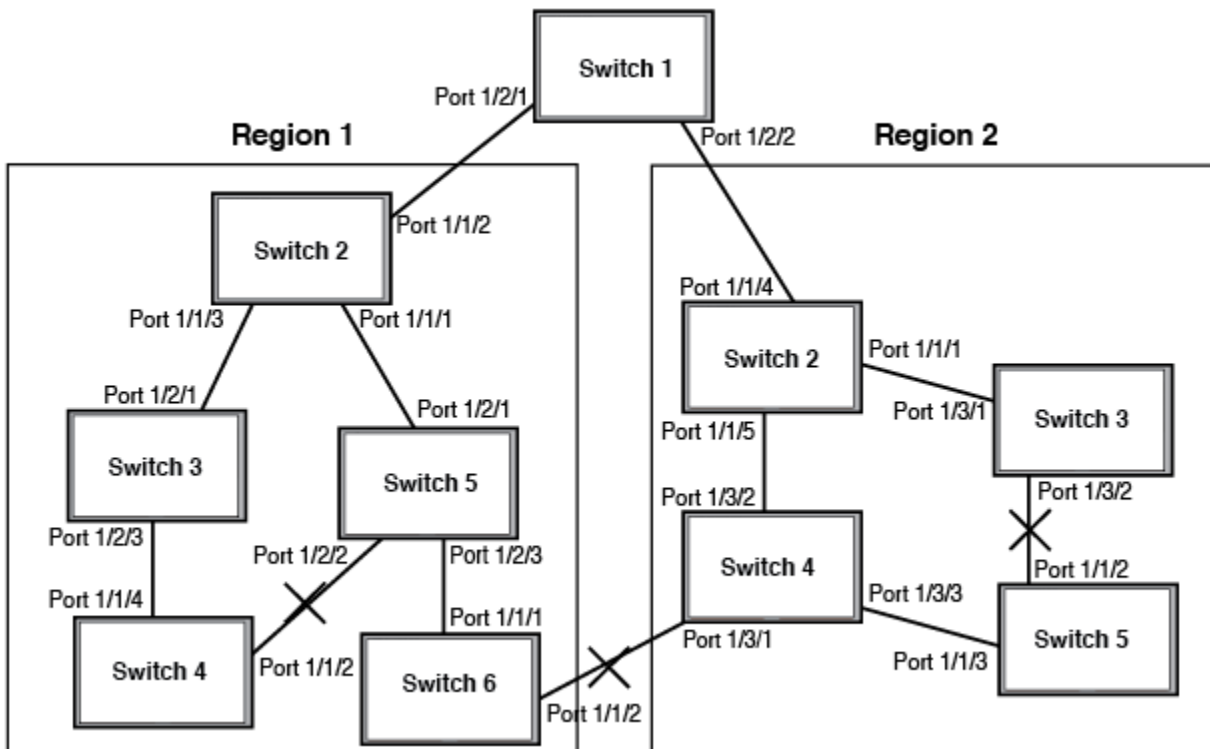 Switch 1
Port 1/2/1
Region 1
Port 1/2/2
Region 2
Port 1/1/2
Switch 2
Port 1/1/3
Port 1/1/1
Port 1/1/4
Switch 2
Port 1/1/1
Port 1/2/1
Port 1/2/1
Port 1/3/1
Switch 3
Port 1/1/5
Switch 3
Switch 5
Port 1/3/2
Port 1/3/2
Port 1/2/3
Port 1/2/2
Port 1/2/3
Switch 4
Port 1/1/2
Port 1/1/4
Port 1/1/1
Port 1/3/3
Port 1/3/1
Switch 5
Switch 4
Port 1/1/2
Switch 6
Port 1/1/3
Port 1/1/2